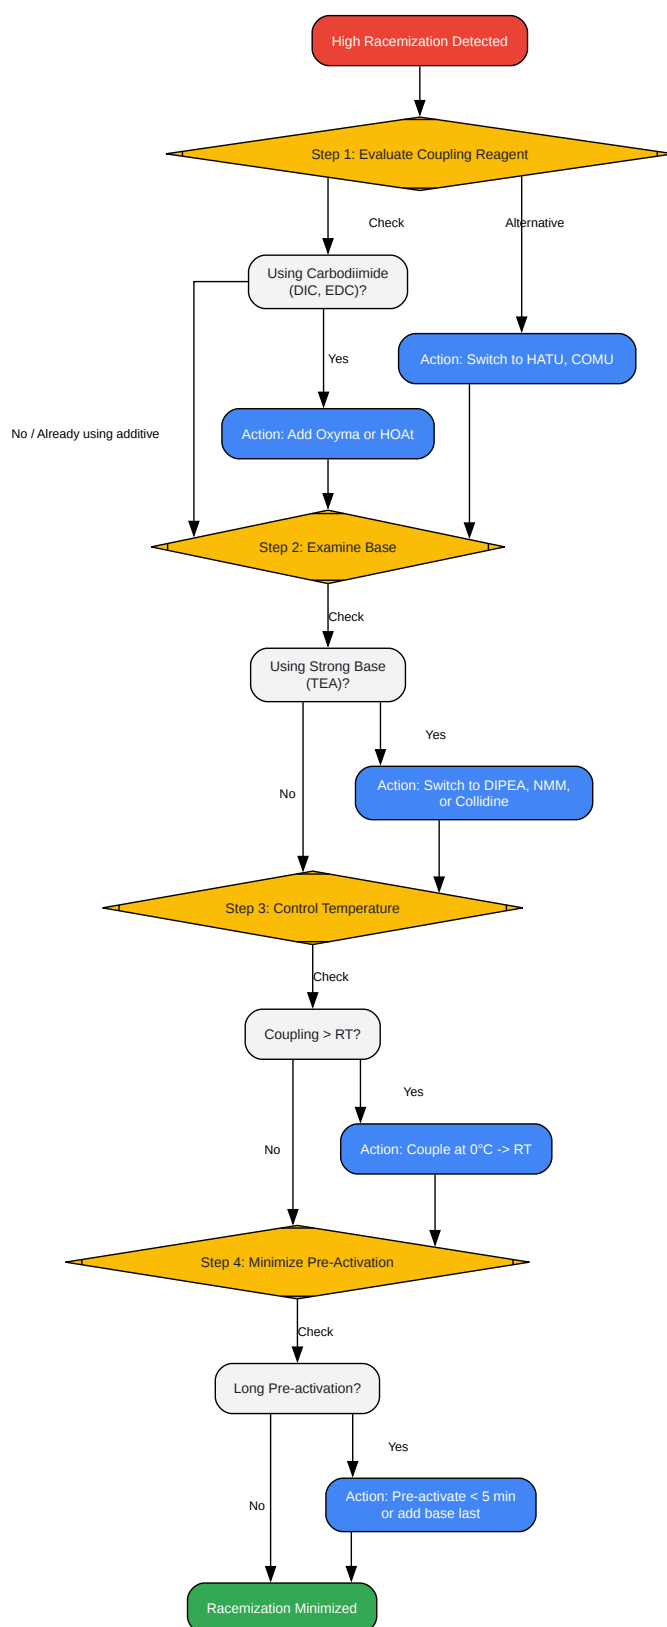 High Racemization Detected
Step 1: Evaluate Coupling Reagent
Check
Alternative
Using Carbodiimide
(DIC, EDC)?
Yes
Action: Switch to HATU, COMU
No / Already using additive
Action: Add Oxyma or HOAt
Step 2: Examine Base
Check
Using Strong Base
(TEA)?
Yes
No
Action: Switch to DIPEA, NMM,
or Collidine
Step 3: Control Temperature
Check
Coupling > RT?
Yes
No
Action: Couple at 0°C -> RT
Step 4: Minimize Pre-Activation
Check
Long Pre-activation?
Yes
No
Action: Pre-activate < 5 min
or add base last
Racemization Minimized